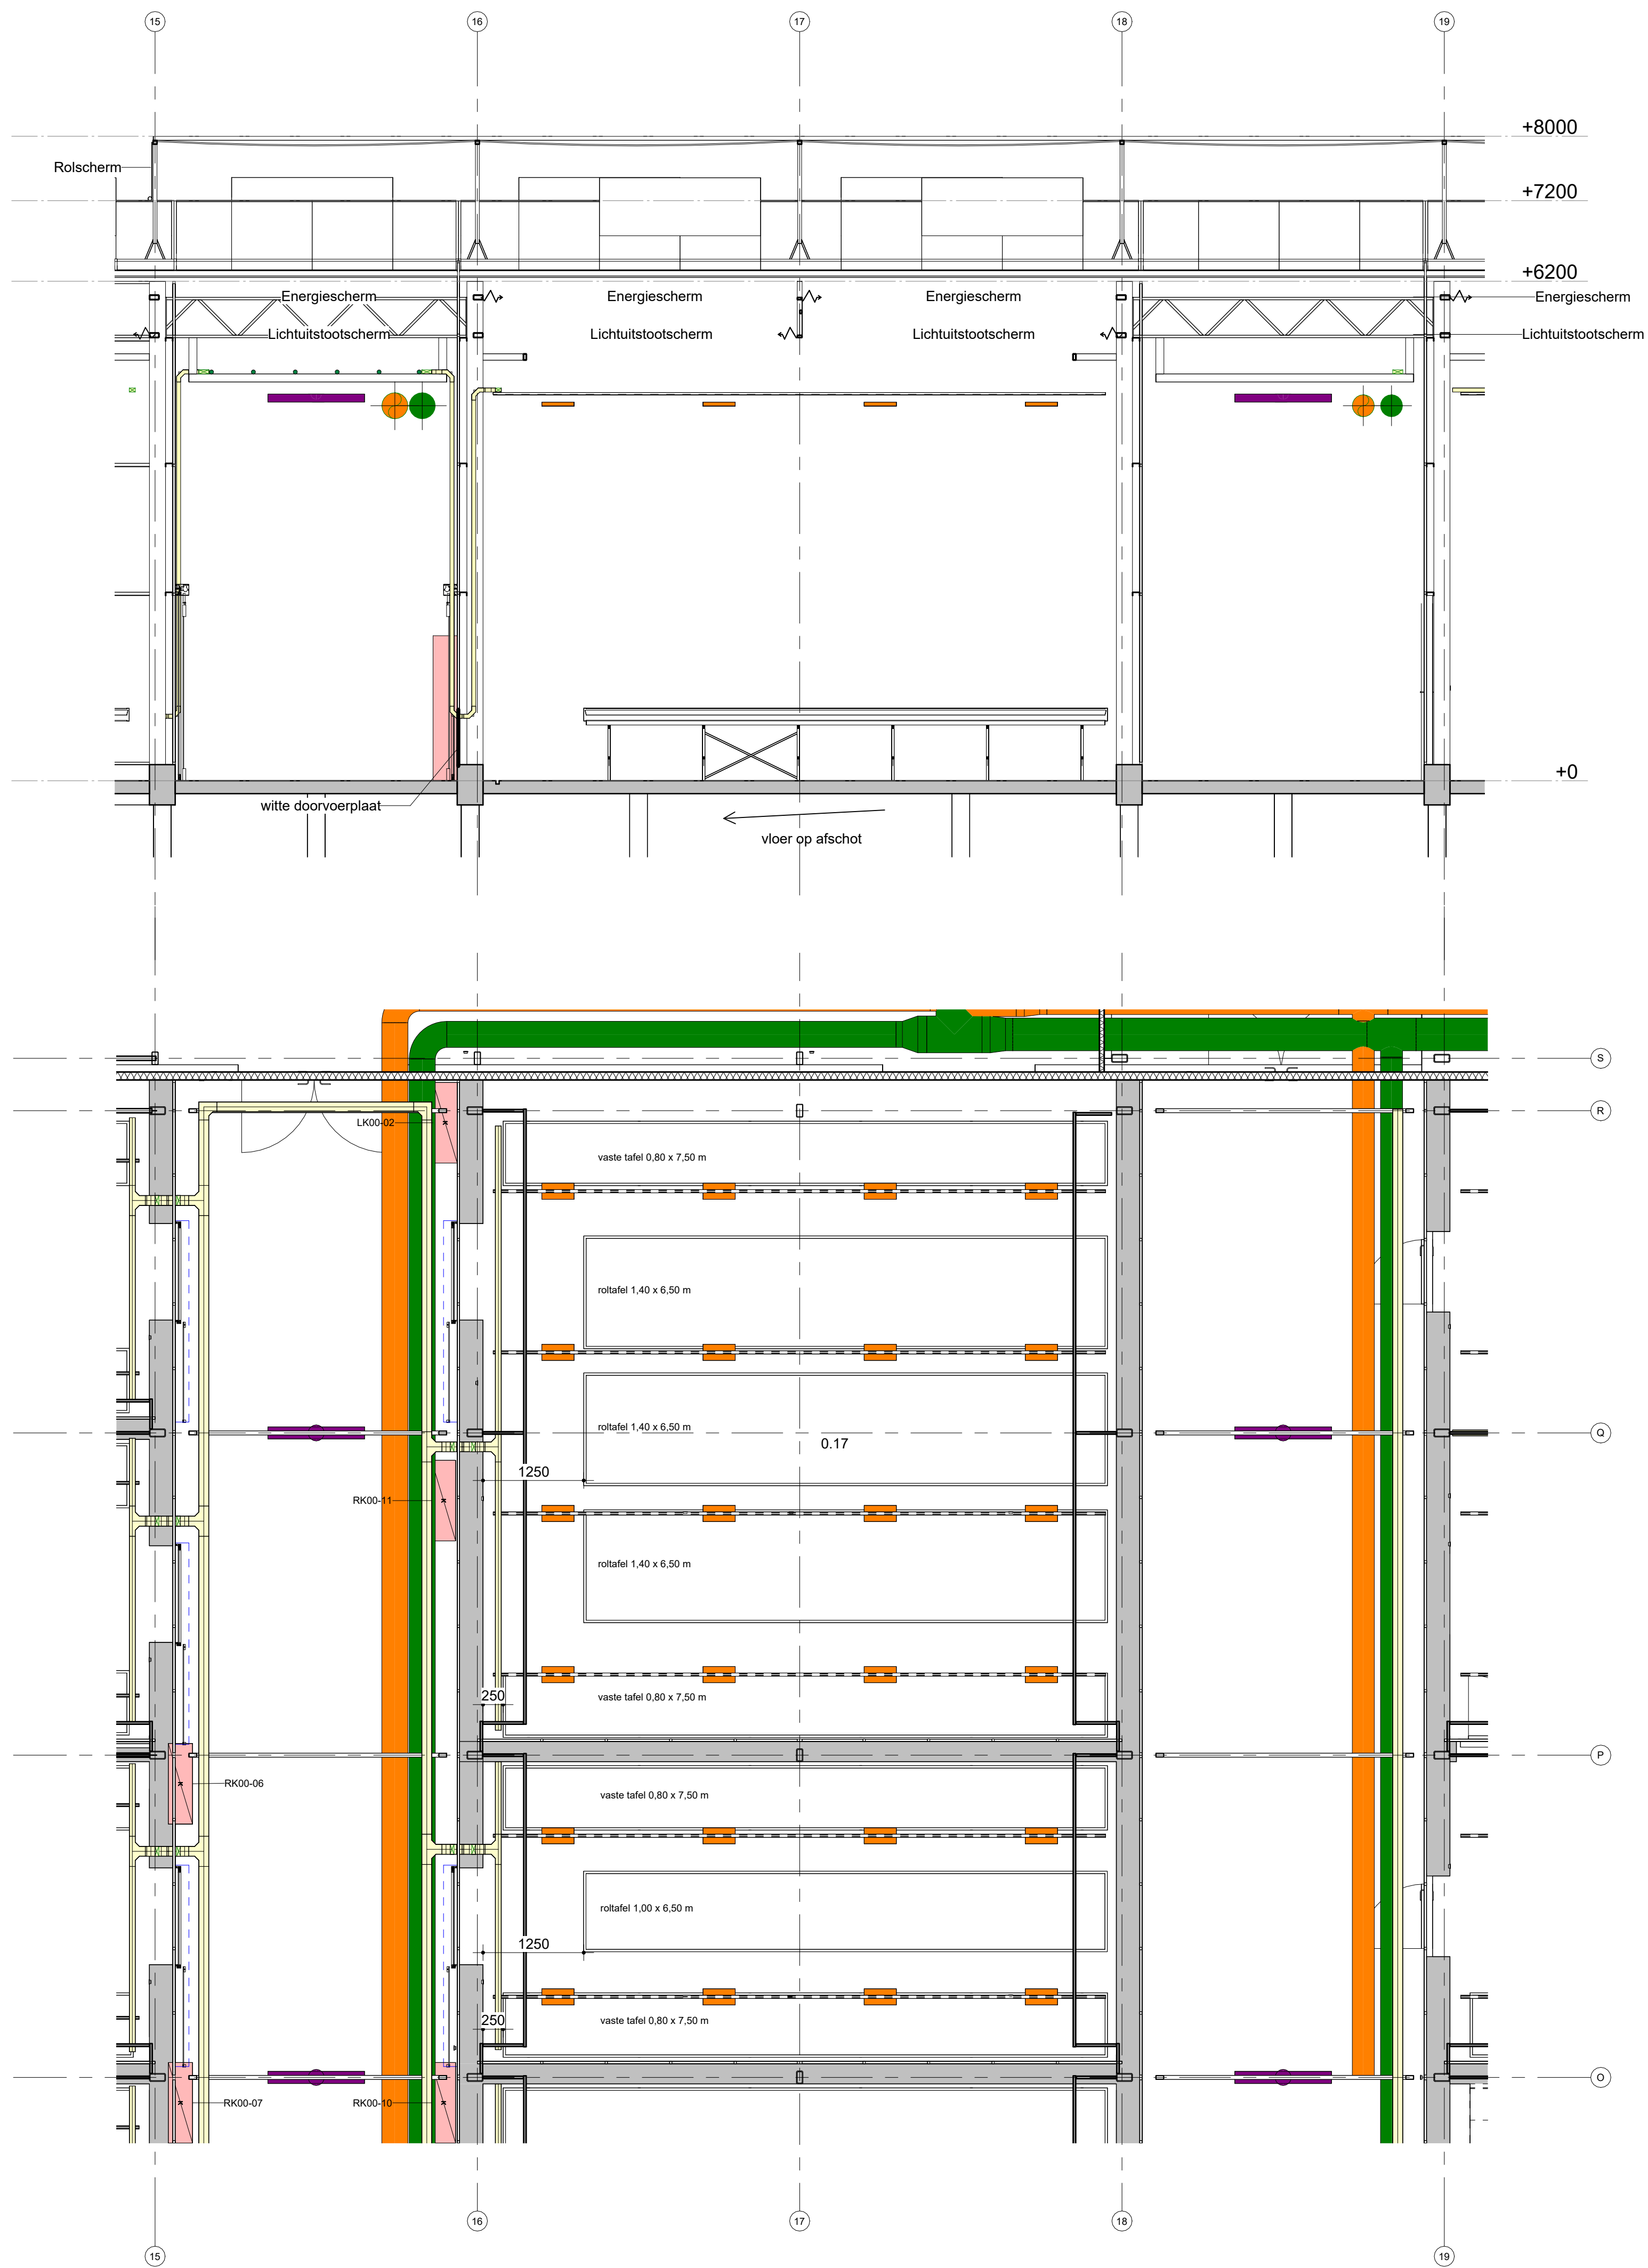 15 16 17 18 19
+8000
Rolscherm
+7200
+6200
Energiescherm Energiescherm Energiescherm Energiescherm
Lichtuitstootscherm Lichtuitstootscherm Lichtuitstootscherm Lichtuitstootscherm
+0
witte doorvoerplaat
vloer op afschot
S
R
LK00-02
vaste tafel 0,80 x 7,50 m
roltafel 1,40 x 6,50 m
roltafel 1,40 x 6,50 m
Q
0.17
1250
RK00-11
roltafel 1,40 x 6,50 m
250
vaste tafel 0,80 x 7,50 m
P
RK00-06
vaste tafel 0,80 x 7,50 m
roltafel 1,00 x 6,50 m
1250
250
vaste tafel 0,80 x 7,50 m
O
RK00-07
RK00-10
16 17 18
15 19